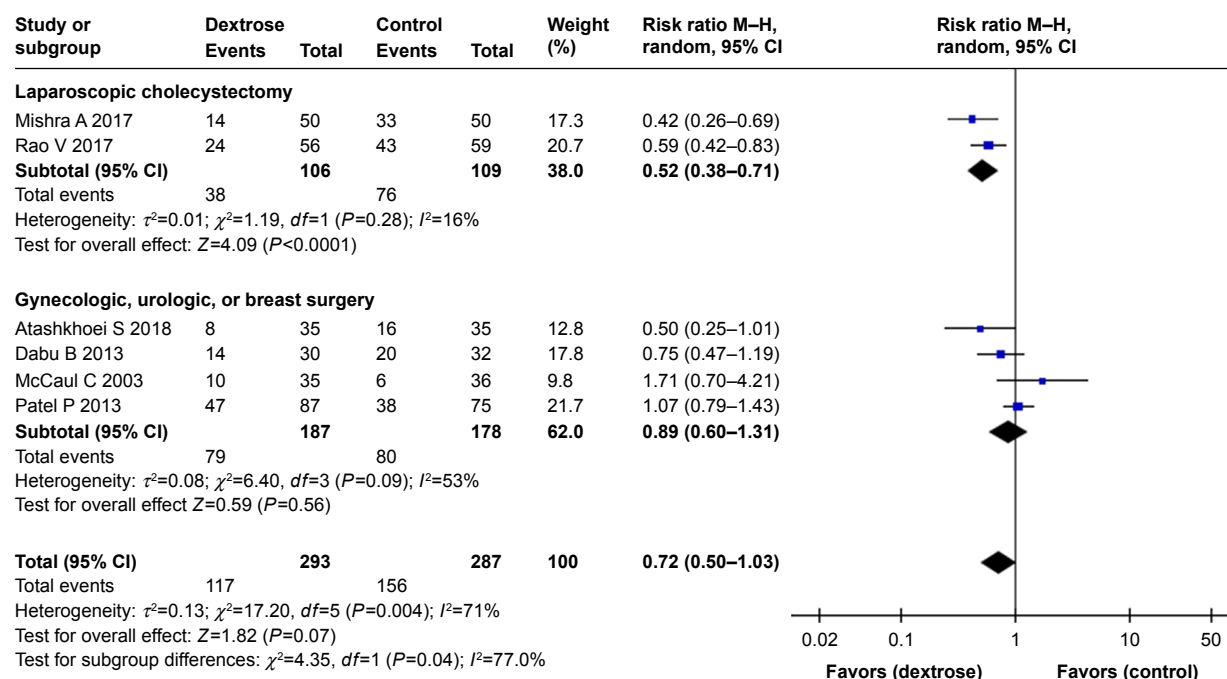 Study or subgroup Dextrose Control Weight (%) Risk ratio M–H, random, 95% CI Risk ratio M–H, random, 95% CI
Events Total Events Total
Laparoscopic cholecystectomy
Mishra A 2017 14 50 33 50 17.3 0.42 (0.26–0.69)
Rao V 2017 24 56 43 59 20.7 0.59 (0.42–0.83)
Subtotal (95% CI) 106 109 38.0 0.52 (0.38–0.71)
Total events 38 76
Heterogeneity: τ²=0.01; χ²=1.19, df=1 (P=0.28); I²=16%
Test for overall effect: Z=4.09 (P<0.0001)
Gynecologic, urologic, or breast surgery
Atashkhoei S 2018 8 35 16 35 12.8 0.50 (0.25–1.01)
Dabu B 2013 14 30 20 32 17.8 0.75 (0.47–1.19)
McCaul C 2003 10 35 6 36 9.8 1.71 (0.70–4.21)
Patel P 2013 47 87 38 75 21.7 1.07 (0.79–1.43)
Subtotal (95% CI) 187 178 62.0 0.89 (0.60–1.31)
Total events 79 80
Heterogeneity: τ²=0.08; χ²=6.40, df=3 (P=0.09); I²=53%
Test for overall effect Z=0.59 (P=0.56)
Total (95% CI) 293 287 100 0.72 (0.50–1.03)
Total events 117 156
Heterogeneity: τ²=0.13; χ²=17.20, df=5 (P=0.004); I²=71%
Test for overall effect: Z=1.82 (P=0.07)
Test for subgroup differences: χ²=4.35, df=1 (P=0.04); I²=77.0%
0.02 0.1 1 10 50
Favors (dextrose) Favors (control)